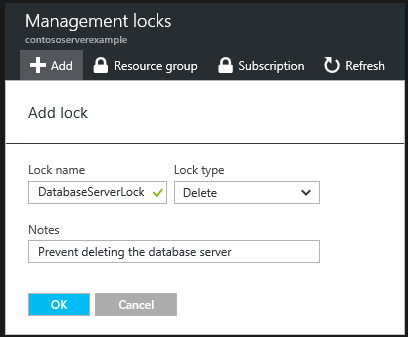 Management locks
contososerverexample
Add Resource group Subscription Refresh
Add lock
Lock name Lock type
DatabaseServerLock Delete
Notes
Prevent deleting the database server
OK Cancel